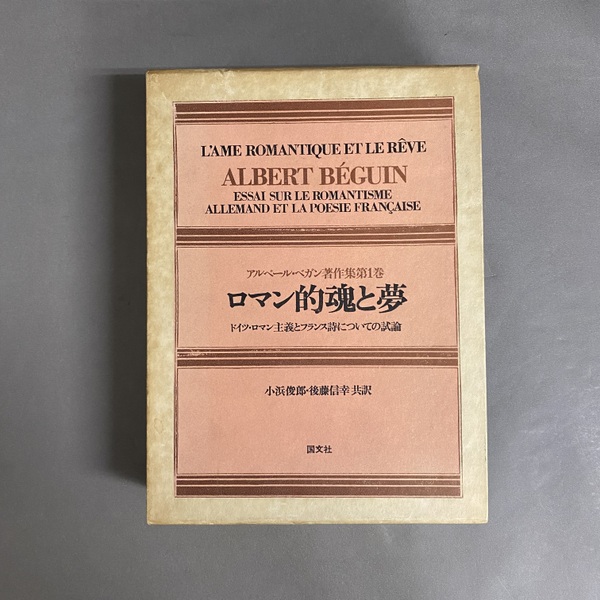 L'AME ROMANTIQUE ET LE RÊVE
ALBERT BÉGUIN
ESSAI SUR LE ROMANTISME
ALLEMAND ET LA POESIE FRANÇAISE
アルベール・ベガン著作集第1巻
ロマン的魂と夢
ドイツ・ロマン主義とフランス詩についての試論
小浜俊郎・後藤信幸共訳
国文社